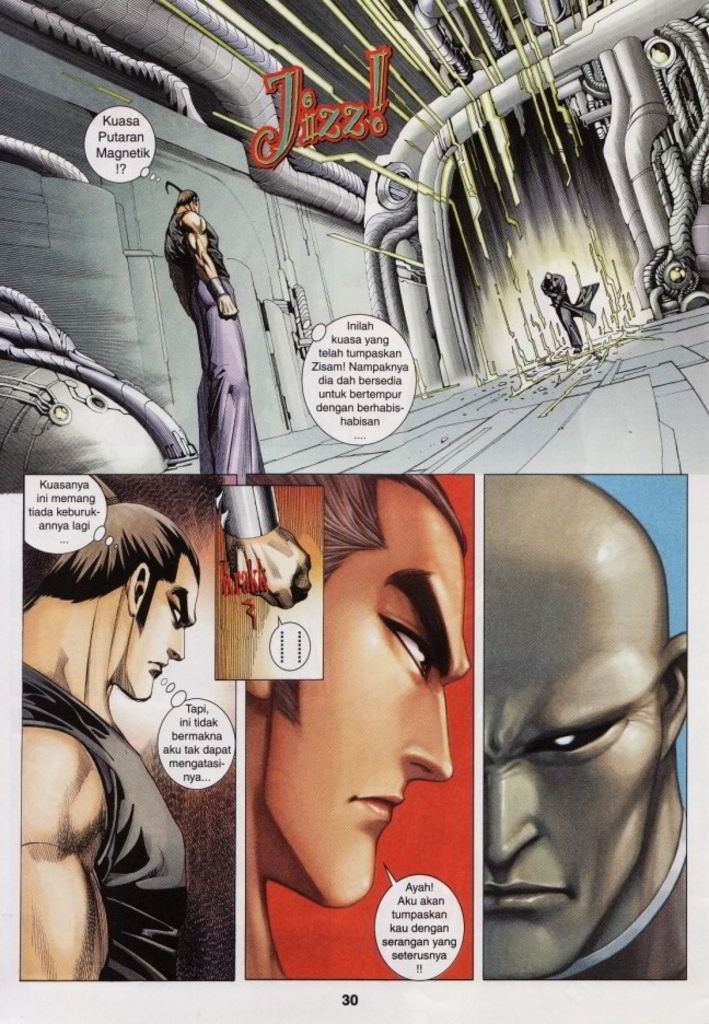 Jizz!
Kuasa
Putaran
Magnetik
!?
Inilah
kuasa yang
telah tumpaskan
Zisam! Nampaknya
dia dah bersedia
untuk bertempur
dengan berhabis-
habisan
....
Kuasanya
ini memang
tiada keburuk-
annya lagi
...
Krakk
Tapi,
ini tidak
bermakna
aku tak dapat
mengatasi-
nya...
Ayah!
Aku akan
tumpaskan
kau dengan
serangan yang
seterusnya
!!
30